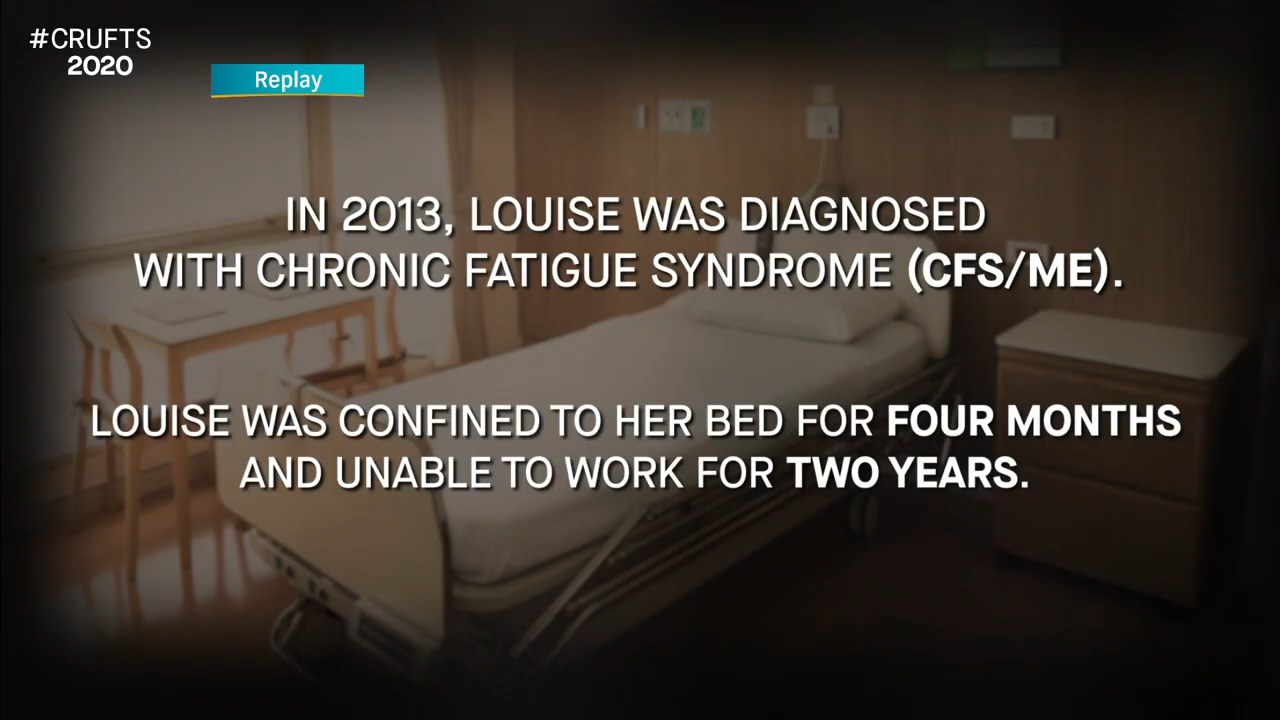 #CRUFTS
2020
Replay
IN 2013, LOUISE WAS DIAGNOSED
WITH CHRONIC FATIGUE SYNDROME (CFS/ME).
LOUISE WAS CONFINED TO HER BED FOR FOUR MONTHS
AND UNABLE TO WORK FOR TWO YEARS.